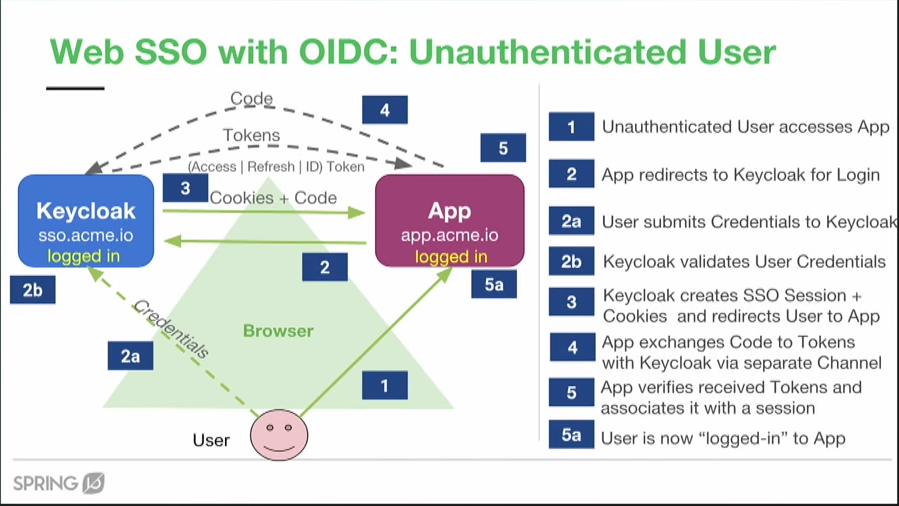 Web SSO with OIDC: Unauthenticated User
Code
4
Tokens
5
(Access | Refresh | ID) Token
3
Cookies + Code
Keycloak
sso.acme.io
logged in
App
app.acme.io
logged in
2
2b
5a
Credentials
Browser
2a
1
User
1 Unauthenticated User accesses App
2 App redirects to Keycloak for Login
2a User submits Credentials to Keycloak
2b Keycloak validates User Credentials
3 Keycloak creates SSO Session +
Cookies and redirects User to App
4 App exchanges Code to Tokens
with Keycloak via separate Channel
5 App verifies received Tokens and
associates it with a session
5a User is now “logged-in” to App
SPRING IO